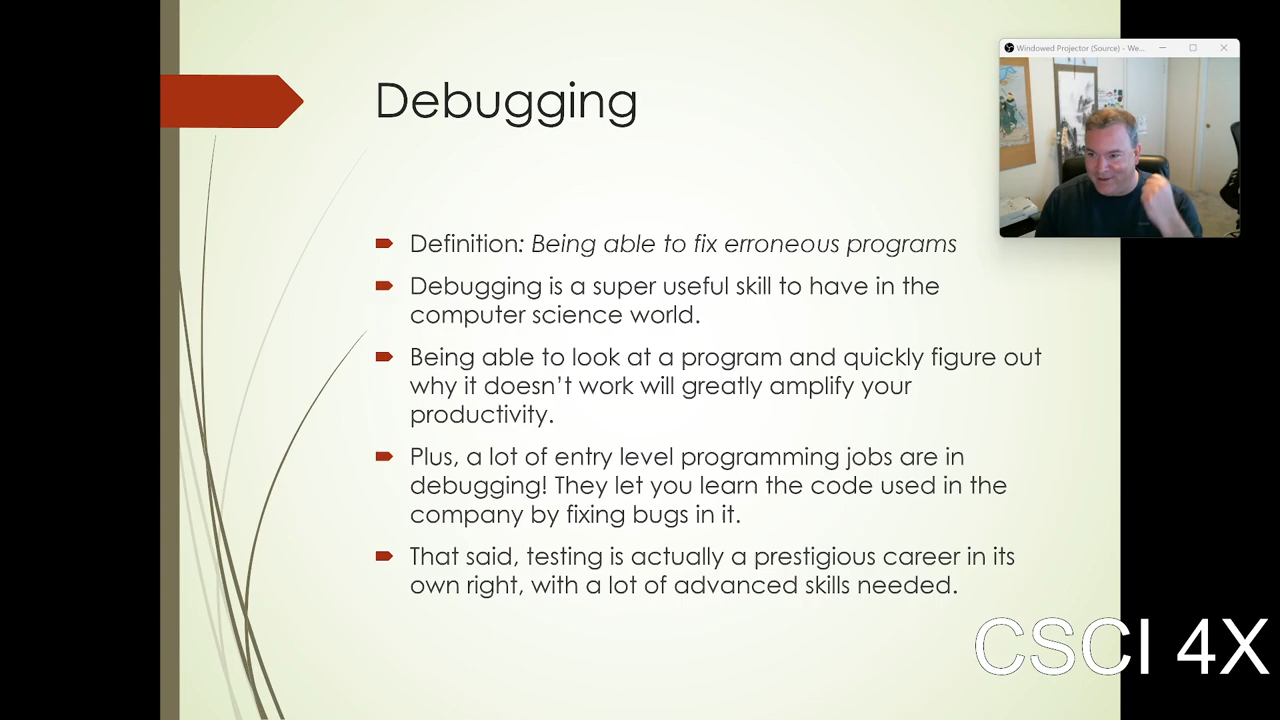 Debugging
Windowed Projector (Source) - We...
Definition: Being able to fix erroneous programs
Debugging is a super useful skill to have in the
computer science world.
Being able to look at a program and quickly figure out
why it doesn’t work will greatly amplify your
productivity.
Plus, a lot of entry level programming jobs are in
debugging! They let you learn the code used in the
company by fixing bugs in it.
That said, testing is actually a prestigious career in its
own right, with a lot of advanced skills needed.
CSCI 4X